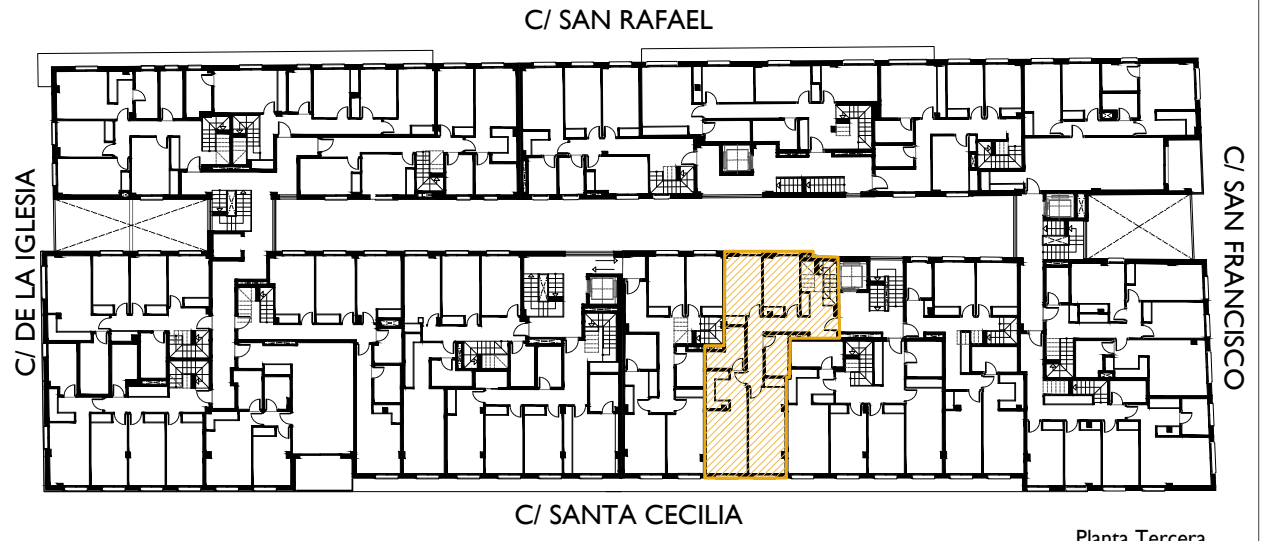 C/ SAN RAFAEL
C/ DE LA IGLESIA
C/ SAN FRANCISCO
C/ SANTA CECILIA
Planta Tercera